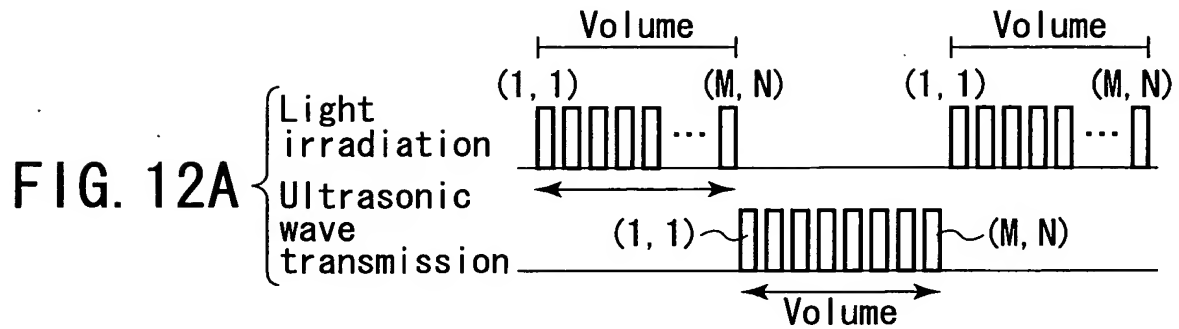 Volume Volume
(1, 1) (M, N) (1, 1) (M, N)
Light
irradiation
...
...
FIG. 12A
Ultrasonic
wave
transmission
(1, 1) (M, N)
Volume